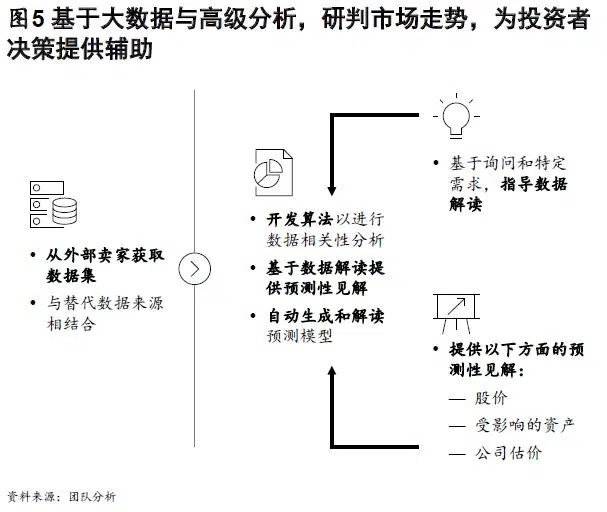 图5 基于大数据与高级分析，研判市场走势，为投资者
决策提供辅助
• 从外部卖家获取
数据集
• 与替代数据来源
相结合
• 开发算法以进行
数据相关性分析
• 基于数据解读提
供预测性见解
• 自动生成和解读
预测模型
• 基于询问和特定
需求，指导数据
解读
• 提供以下方面的预
测性见解：
— 股价
— 受影响的资产
— 公司估价
资料来源：团队分析